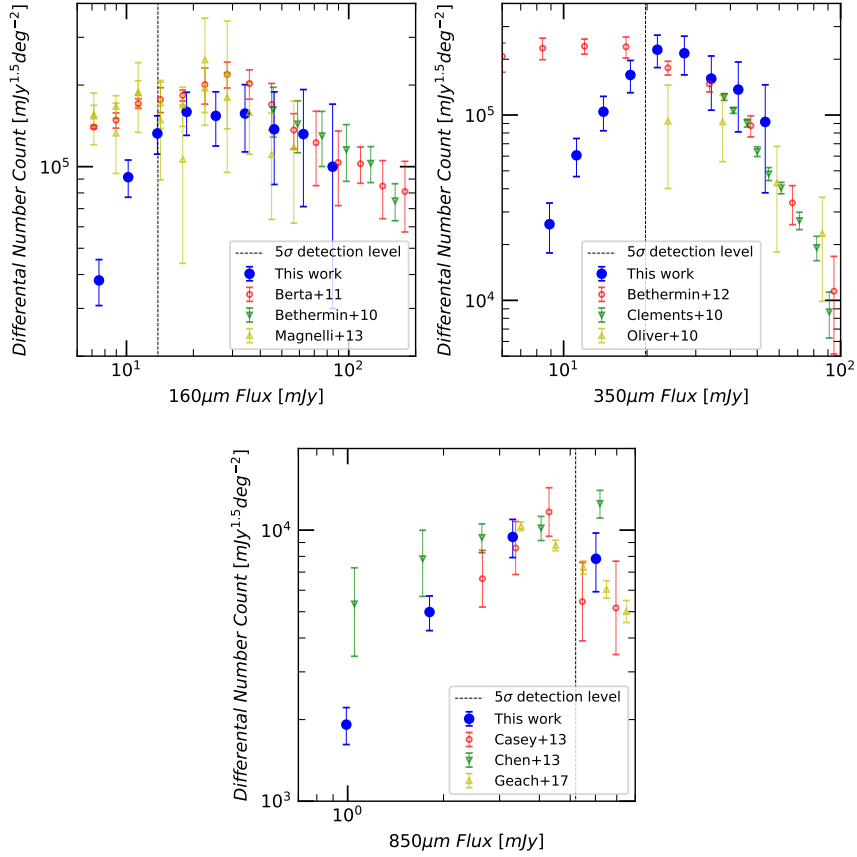 Differental Number Count [mJy^1.5 deg^−2]
10^5
10^1
10^2
160μm Flux [mJy]
5σ detection level
This work
Berta+11
Bethermin+10
Magnelli+13
Differental Number Count [mJy^1.5 deg^−2]
10^5
10^4
10^1
10^2
350μm Flux [mJy]
5σ detection level
This work
Bethermin+12
Clements+10
Oliver+10
Differental Number Count [mJy^1.5 deg^−2]
10^4
10^3
10^0
850μm Flux [mJy]
5σ detection level
This work
Casey+13
Chen+13
Geach+17